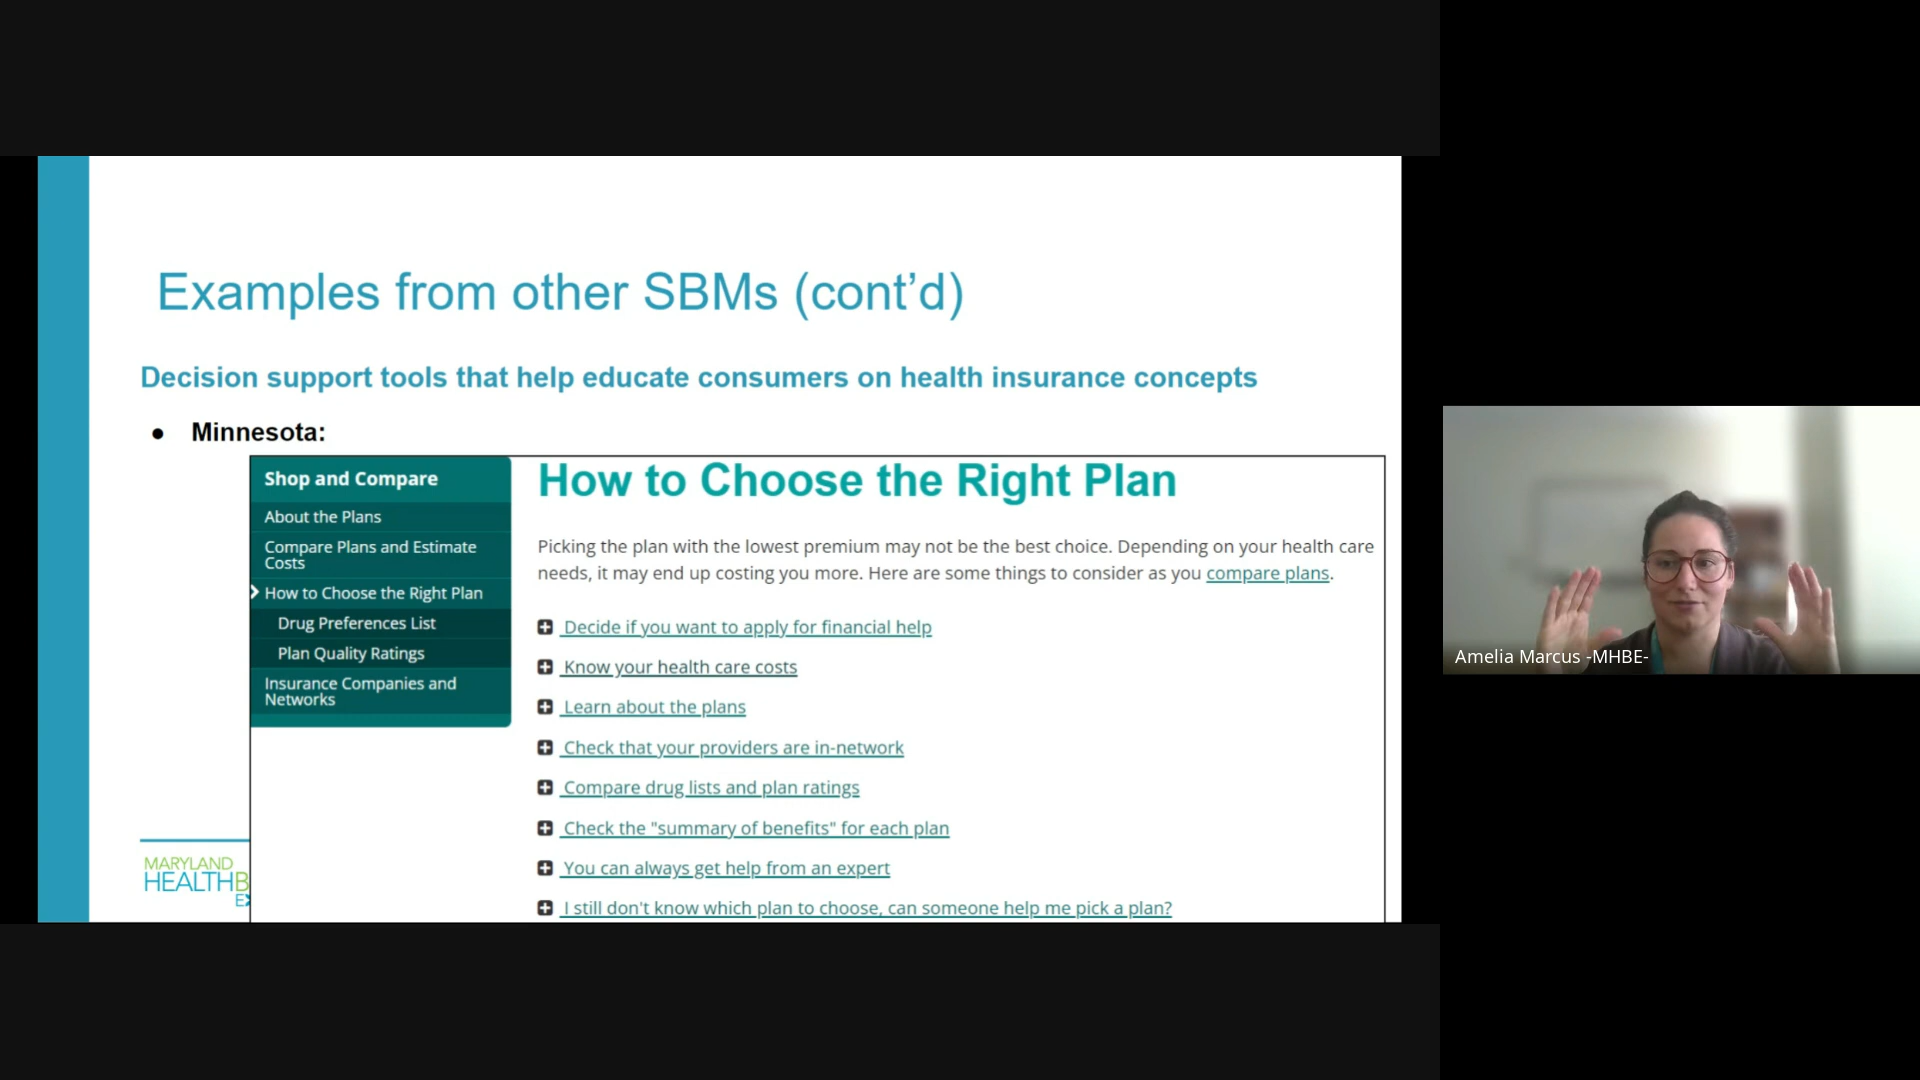 Examples from other SBMs (cont’d)
Decision support tools that help educate consumers on health insurance concepts
● Minnesota:
Shop and Compare
About the Plans
Compare Plans and Estimate
Costs
How to Choose the Right Plan
Drug Preferences List
Plan Quality Ratings
Insurance Companies and
Networks
How to Choose the Right Plan
Picking the plan with the lowest premium may not be the best choice. Depending on your health care
needs, it may end up costing you more. Here are some things to consider as you compare plans.
Decide if you want to apply for financial help
Know your health care costs
Learn about the plans
Check that your providers are in-network
Compare drug lists and plan ratings
Check the "summary of benefits" for each plan
You can always get help from an expert
I still don't know which plan to choose, can someone help me pick a plan?
MARYLAND
HEALTHB
Amelia Marcus -MHBE-